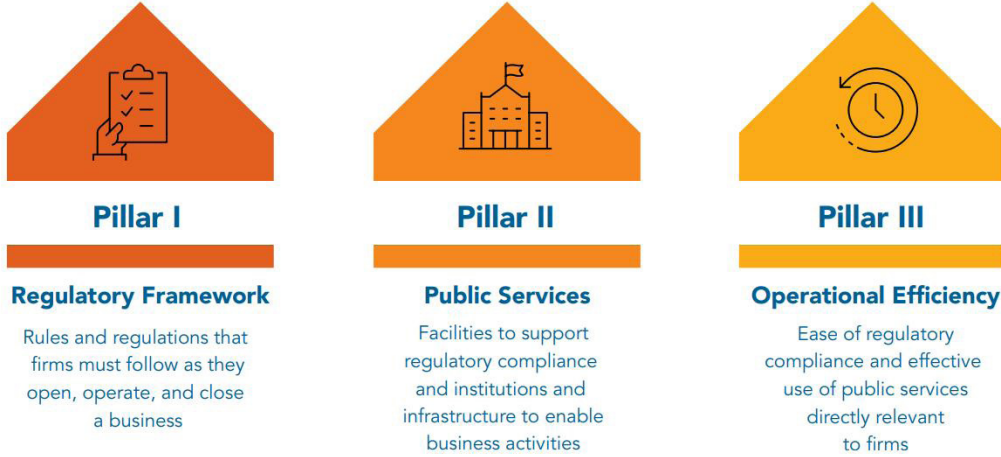 Pillar I
Regulatory Framework
Rules and regulations that
firms must follow as they
open, operate, and close
a business
Pillar II
Public Services
Facilities to support
regulatory compliance
and institutions and
infrastructure to enable
business activities
Pillar III
Operational Efficiency
Ease of regulatory
compliance and effective
use of public services
directly relevant
to firms